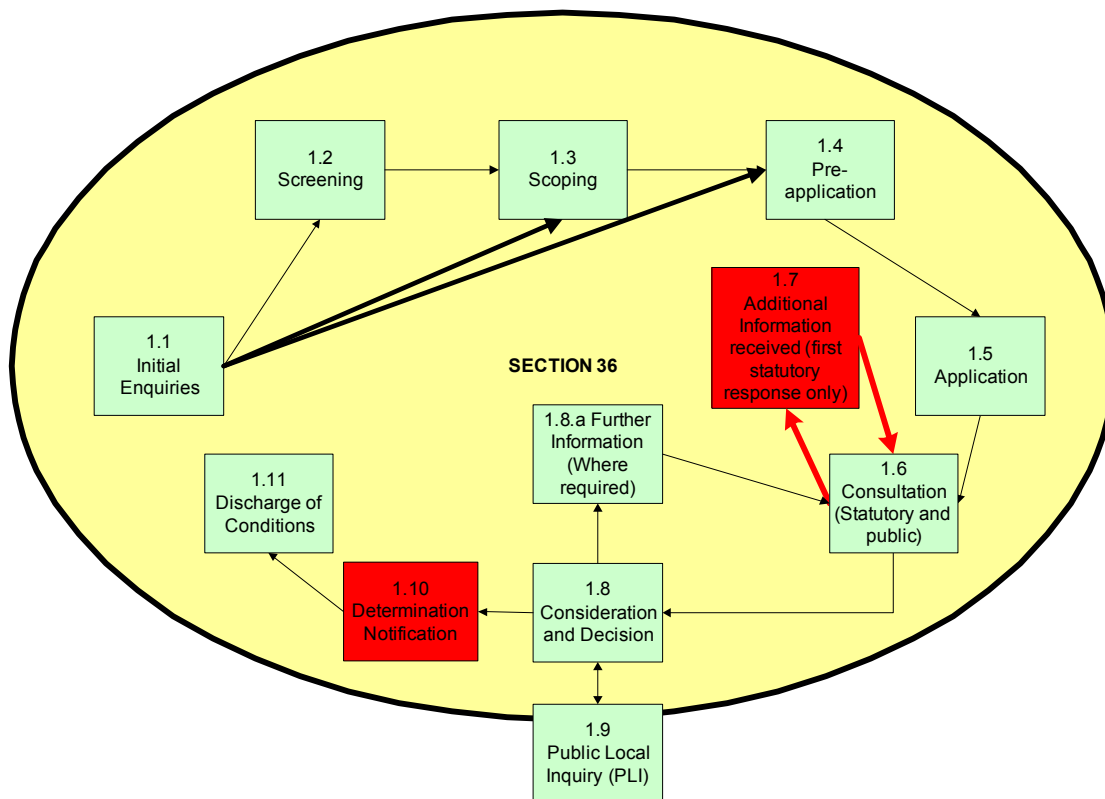 1.2
Screening
1.3
Scoping
1.4
Pre-
application
1.1
Initial
Enquiries
SECTION 36
1.7
Additional
Information
received (first
statutory
response only)
1.5
Application
1.8.a Further
Information
(Where
required)
1.6
Consultation
(Statutory and
public)
1.11
Discharge of
Conditions
1.10
Determination
Notification
1.8
Consideration
and Decision
1.9
Public Local
Inquiry (PLI)